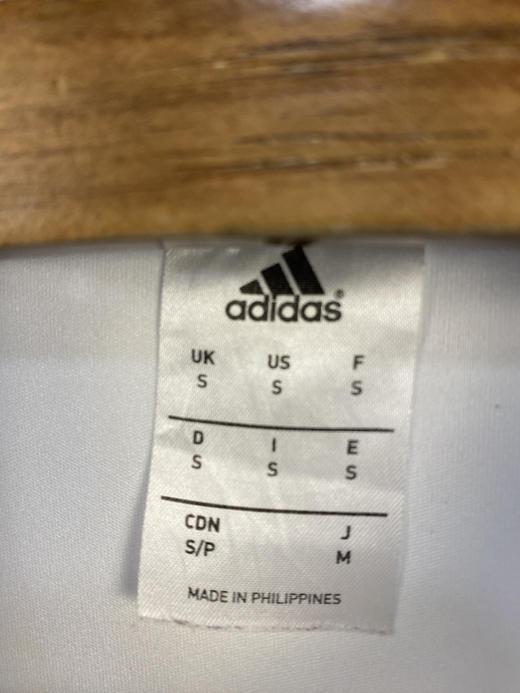 adidas®
UK US F
S S S
D I E
S S S
CDN J
S/P M
MADE IN PHILIPPINES